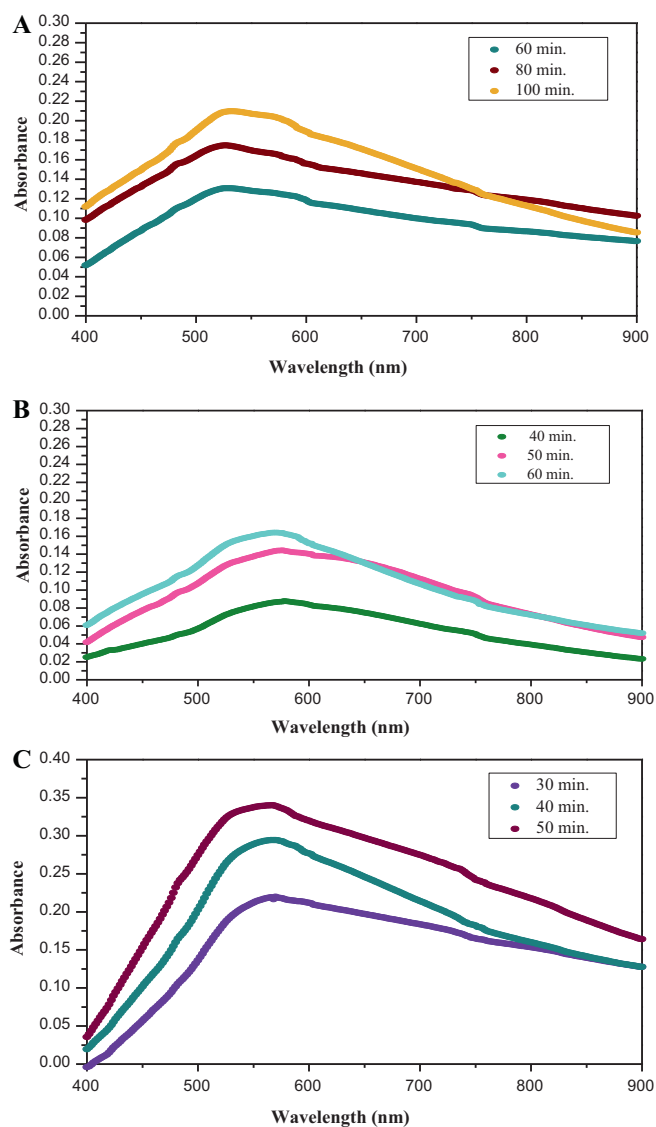 A
0.30
0.28
0.26
0.24
0.22
0.20
0.18
0.16
0.14
0.12
0.10
0.08
0.06
0.04
0.02
0.00
Absorbance
60 min.
80 min.
100 min.
400 500 600 700 800 900
Wavelength (nm)
B
0.30
0.28
0.26
0.24
0.22
0.20
0.18
0.16
0.14
0.12
0.10
0.08
0.06
0.04
0.02
0.00
Absorbance
40 min.
50 min.
60 min.
400 500 600 700 800 900
Wavelength (nm)
C
0.40
0.35
0.30
0.25
0.20
0.15
0.10
0.05
0.00
Absorbance
30 min.
40 min.
50 min.
400 500 600 700 800 900
Wavelength (nm)